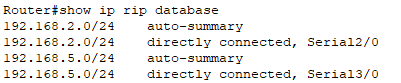 Router#show ip rip database
192.168.2.0/24    auto-summary
192.168.2.0/24    directly connected, Serial2/0
192.168.5.0/24    auto-summary
192.168.5.0/24    directly connected, Serial3/0